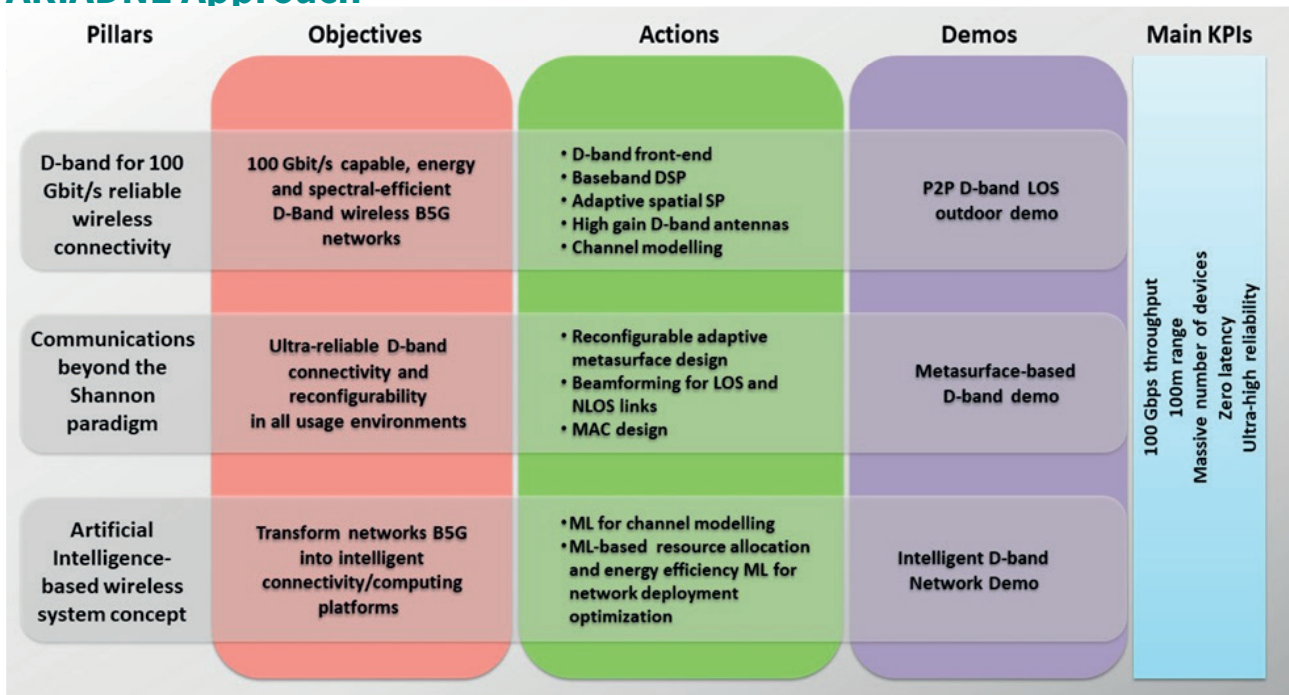 ARIADNE Approach
Pillars
Objectives
Actions
Demos
Main KPIs
D-band for 100
Gbit/s reliable
wireless
connectivity
100 Gbit/s capable, energy
and spectral-efficient
D-Band wireless B5G
networks
• D-band front-end
• Baseband DSP
• Adaptive spatial SP
• High gain D-band antennas
• Channel modelling
P2P D-band LOS
outdoor demo
Communications
beyond the
Shannon
paradigm
Ultra-reliable D-band
connectivity and
reconfigurability
in all usage environments
• Reconfigurable adaptive
metasurface design
• Beamforming for LOS and
NLOS links
• MAC design
Metasurface-based
D-band demo
Artificial
Intelligence-
based wireless
system concept
Transform networks B5G
into intelligent
connectivity/computing
platforms
• ML for channel modelling
• ML-based resource allocation
and energy efficiency ML for
network deployment
optimization
Intelligent D-band
Network Demo
100 Gbps throughput
100m range
Massive number of devices
Zero latency
Ultra-high reliability